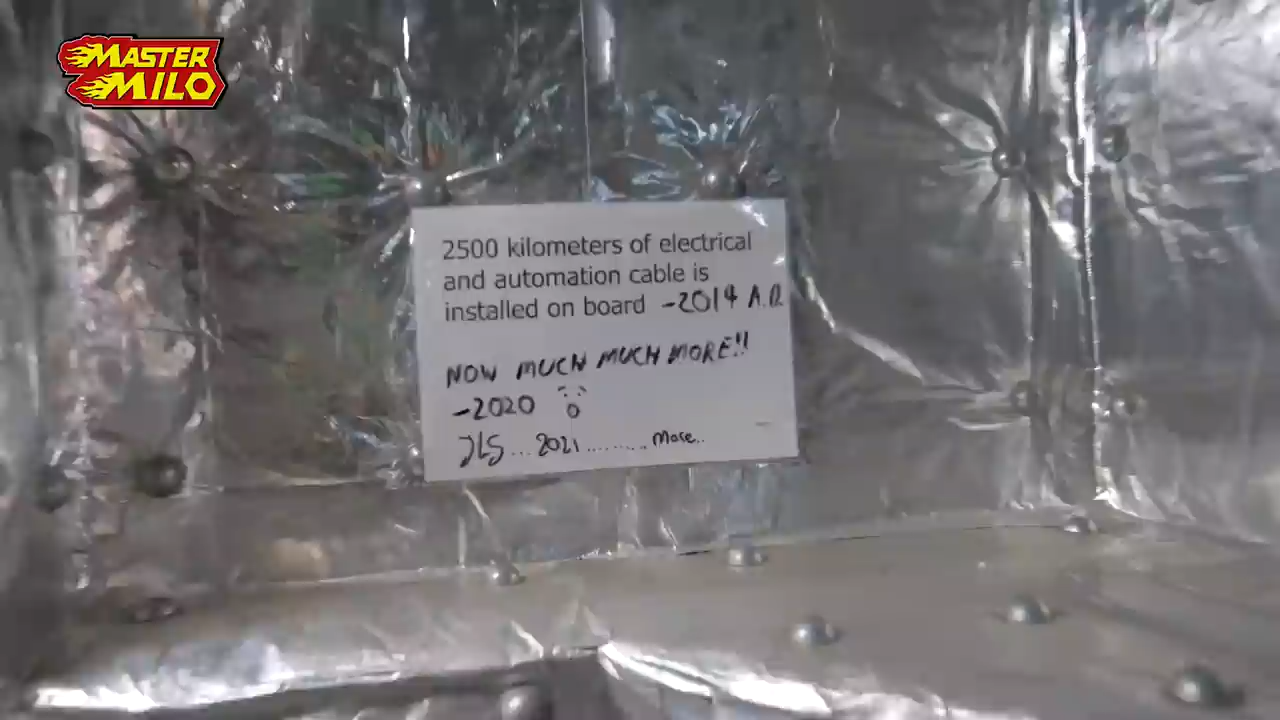 MASTER
MILO
2500 kilometers of electrical
and automation cable is
installed on board -2014 A.D.
NOW MUCH MUCH MORE!!
-2020
JLS... 2021......... More..